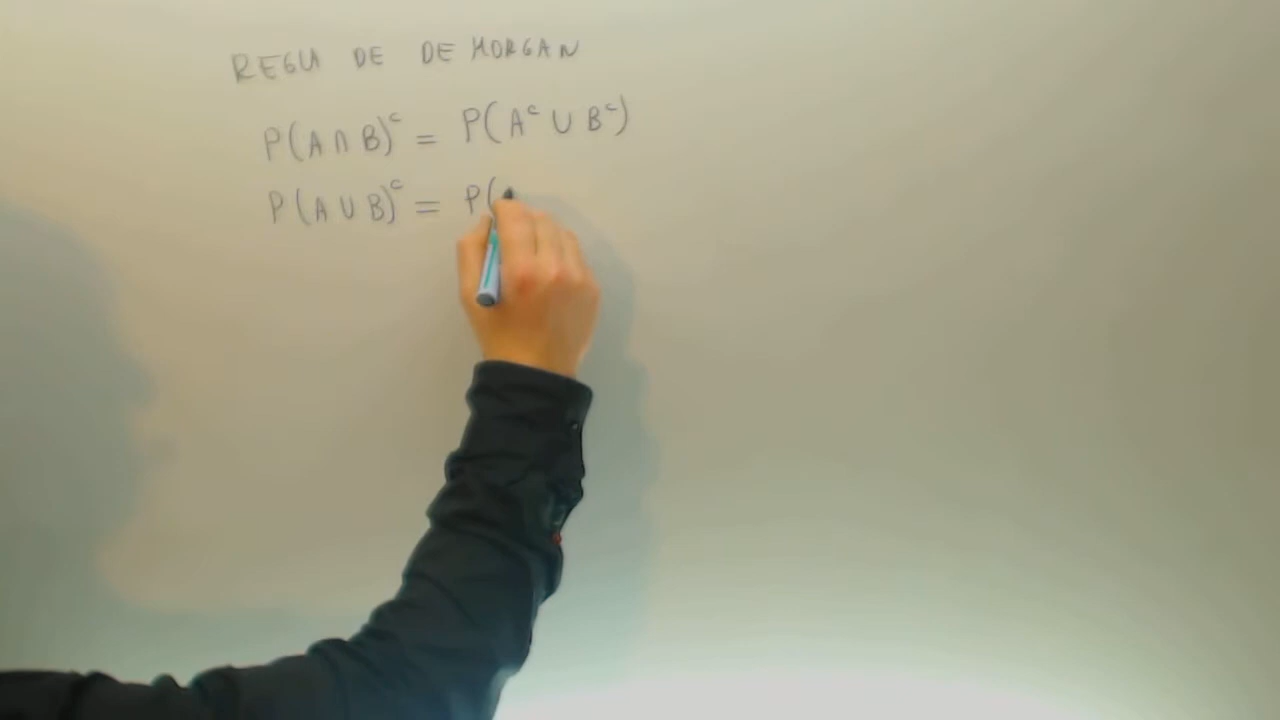 REGLA DE DE MORGAN
P(A ∩ B)ᶜ = P(Aᶜ ∪ Bᶜ)
P(A ∪ B)ᶜ = P(